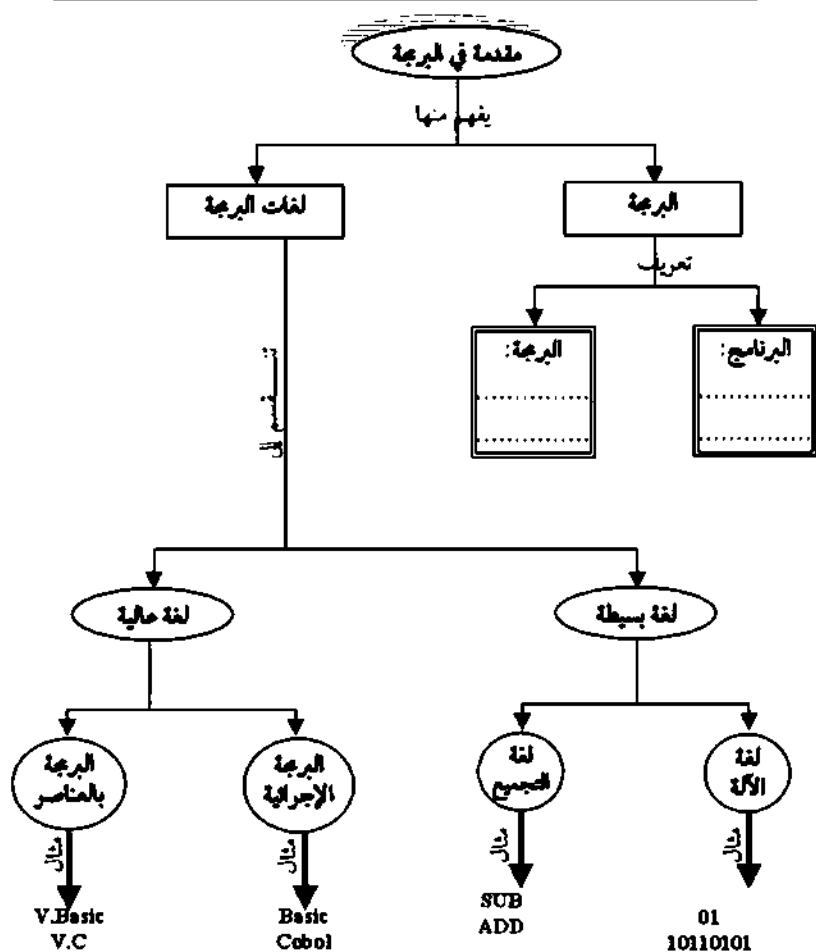 مقدمة في البرمجة
يفهم منها
البرمجة
لغات البرمجة
تعريف
البرنامج:
البرمجة:
تنقسم إلى
لغة بسيطة
لغة عالية
لغة
الآلة
لغة
التجميع
البرمجة
الإجرائية
البرمجة
بالعناصر
مثال
مثال
مثال
مثال
01
10110101
SUB
ADD
Basic
Cobol
V.Basic
V.C